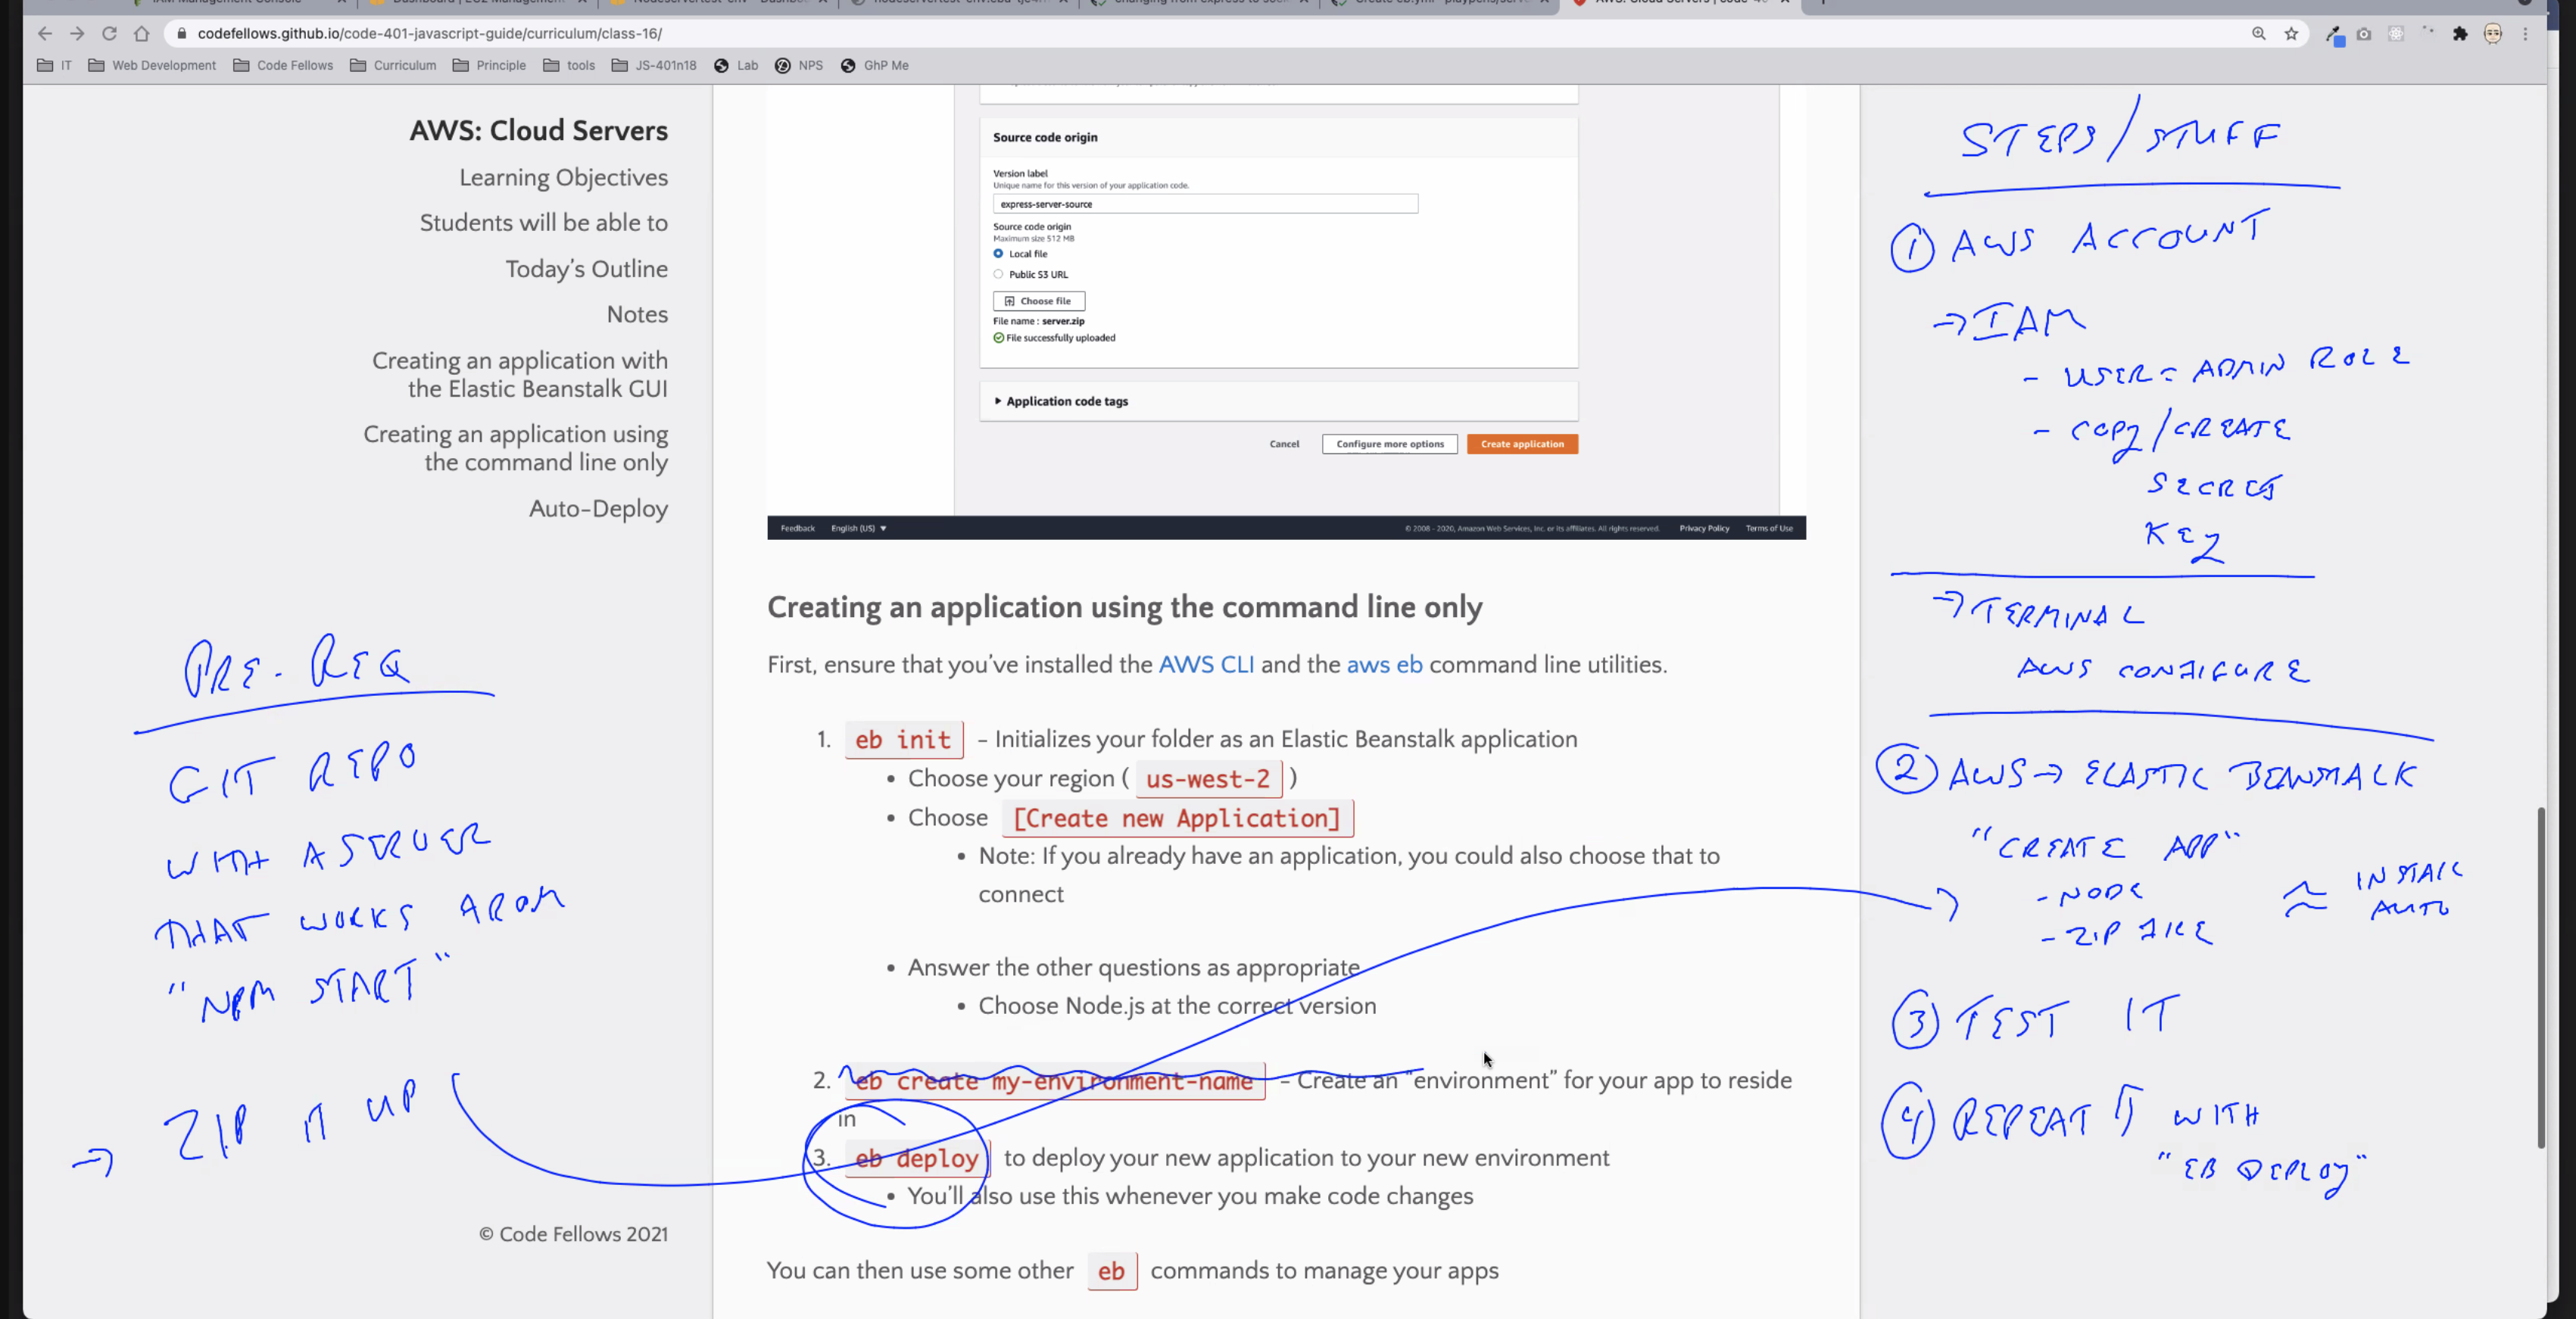 codefellows.github.io/code-401-javascript-guide/curriculum/class-16/
IT Web Development Code Fellows Curriculum Principle tools JS-401n18 Lab NPS GhP Me
AWS: Cloud Servers
Learning Objectives
Students will be able to
Today's Outline
Notes
Creating an application with
the Elastic Beanstalk GUI
Creating an application using
the command line only
Auto-Deploy
PRE-REQ
GIT REPO
WITH A SERVER
THAT WORKS FROM
"NPM START"
→ ZIP IT UP
© Code Fellows 2021
Source code origin
Version label
Unique name for this version of your application code.
express-server-source
Source code origin
Maximum size 512 MB
Local file
Public S3 URL
Choose file
File name : server.zip
File successfully uploaded
Application code tags
Cancel Configure more options Create application
Feedback English (US) © 2008 - 2020, Amazon Web Services, Inc. or its affiliates. All rights reserved. Privacy Policy Terms of Use
Creating an application using the command line only
First, ensure that you've installed the AWS CLI and the aws eb command line utilities.
1. eb init – Initializes your folder as an Elastic Beanstalk application
• Choose your region ( us-west-2 )
• Choose [Create new Application]
• Note: If you already have an application, you could also choose that to
connect
• Answer the other questions as appropriate
• Choose Node.js at the correct version
2. eb create my-environment-name – Create an "environment" for your app to reside
in
3. eb deploy to deploy your new application to your new environment
• You'll also use this whenever you make code changes
You can then use some other eb commands to manage your apps
STEPS/STUFF
① AWS ACCOUNT
→ IAM
- USER = ADMIN ROLE
- COPY/CREATE
SECRET
KEY
→ TERMINAL
AWS CONFIGURE
② AWS → ELASTIC BEANSTALK
"CREATE APP"
- NODE
- ZIP FILE
INSTALL
AUTO
③ TEST IT
④ REPEAT IT WITH
"EB DEPLOY"